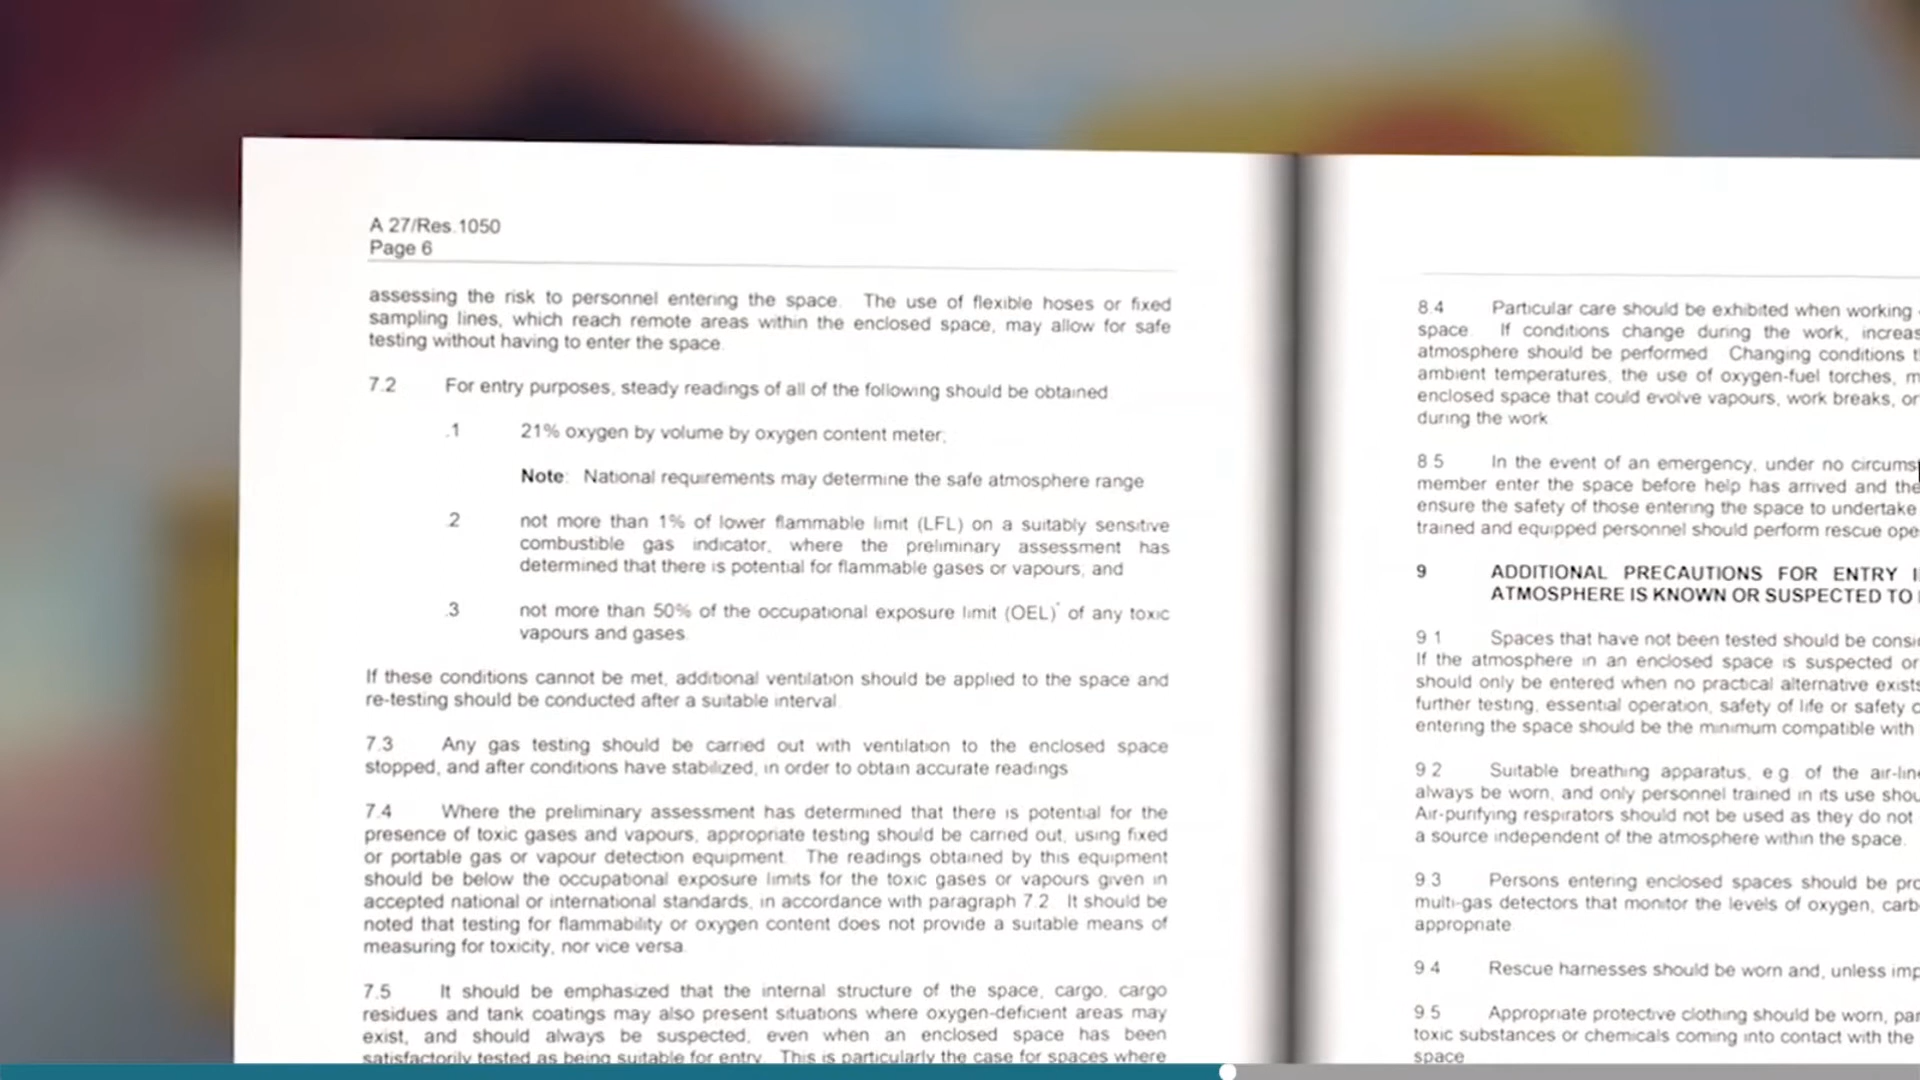 A 27/Res.1050
Page 6
assessing the risk to personnel entering the space. The use of flexible hoses or fixed
sampling lines, which reach remote areas within the enclosed space, may allow for safe
testing without having to enter the space.
7.2 For entry purposes, steady readings of all of the following should be obtained
.1 21% oxygen by volume by oxygen content meter;
Note: National requirements may determine the safe atmosphere range
.2 not more than 1% of lower flammable limit (LFL) on a suitably sensitive
combustible gas indicator, where the preliminary assessment has
determined that there is potential for flammable gases or vapours; and
.3 not more than 50% of the occupational exposure limit (OEL)* of any toxic
vapours and gases.
If these conditions cannot be met, additional ventilation should be applied to the space and
re-testing should be conducted after a suitable interval.
7.3 Any gas testing should be carried out with ventilation to the enclosed space
stopped, and after conditions have stabilized, in order to obtain accurate readings
7.4 Where the preliminary assessment has determined that there is potential for the
presence of toxic gases and vapours, appropriate testing should be carried out, using fixed
or portable gas or vapour detection equipment. The readings obtained by this equipment
should be below the occupational exposure limits for the toxic gases or vapours given in
accepted national or international standards, in accordance with paragraph 7.2. It should be
noted that testing for flammability or oxygen content does not provide a suitable means of
measuring for toxicity, nor vice versa.
7.5 It should be emphasized that the internal structure of the space, cargo, cargo
residues and tank coatings may also present situations where oxygen-deficient areas may
exist, and should always be suspected, even when an enclosed space has been
satisfactorily tested as being suitable for entry. This is particularly the case for spaces where
8.4 Particular care should be exhibited when working
space. If conditions change during the work, increas
atmosphere should be performed. Changing conditions t
ambient temperatures, the use of oxygen-fuel torches, m
enclosed space that could evolve vapours, work breaks, or
during the work
8.5 In the event of an emergency, under no circums
member enter the space before help has arrived and the
ensure the safety of those entering the space to undertake
trained and equipped personnel should perform rescue ope
9 ADDITIONAL PRECAUTIONS FOR ENTRY I
ATMOSPHERE IS KNOWN OR SUSPECTED TO
9.1 Spaces that have not been tested should be consi
If the atmosphere in an enclosed space is suspected or
should only be entered when no practical alternative exists
further testing, essential operation, safety of life or safety o
entering the space should be the minimum compatible with
9.2 Suitable breathing apparatus, e.g. of the air-line
always be worn, and only personnel trained in its use shou
Air-purifying respirators should not be used as they do not
a source independent of the atmosphere within the space.
9.3 Persons entering enclosed spaces should be pro
multi-gas detectors that monitor the levels of oxygen, carb
appropriate
9.4 Rescue harnesses should be worn and, unless imp
9.5 Appropriate protective clothing should be worn, par
toxic substances or chemicals coming into contact with the
space